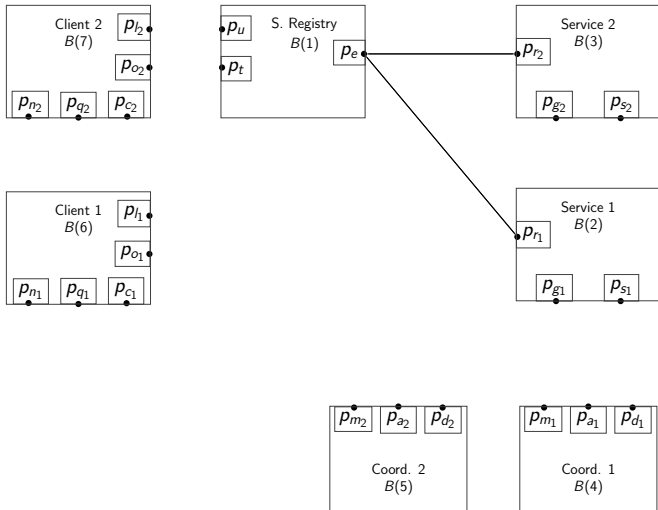 Client 2
B(7)
p_{l_2}
p_{o_2}
p_{n_2} p_{q_2} p_{c_2}
S. Registry
B(1)
p_u
p_t
p_e
Service 2
B(3)
p_{r_2}
p_{g_2} p_{s_2}
Client 1
B(6)
p_{l_1}
p_{o_1}
p_{n_1} p_{q_1} p_{c_1}
Service 1
B(2)
p_{r_1}
p_{g_1} p_{s_1}
p_{m_2} p_{a_2} p_{d_2}
Coord. 2
B(5)
p_{m_1} p_{a_1} p_{d_1}
Coord. 1
B(4)